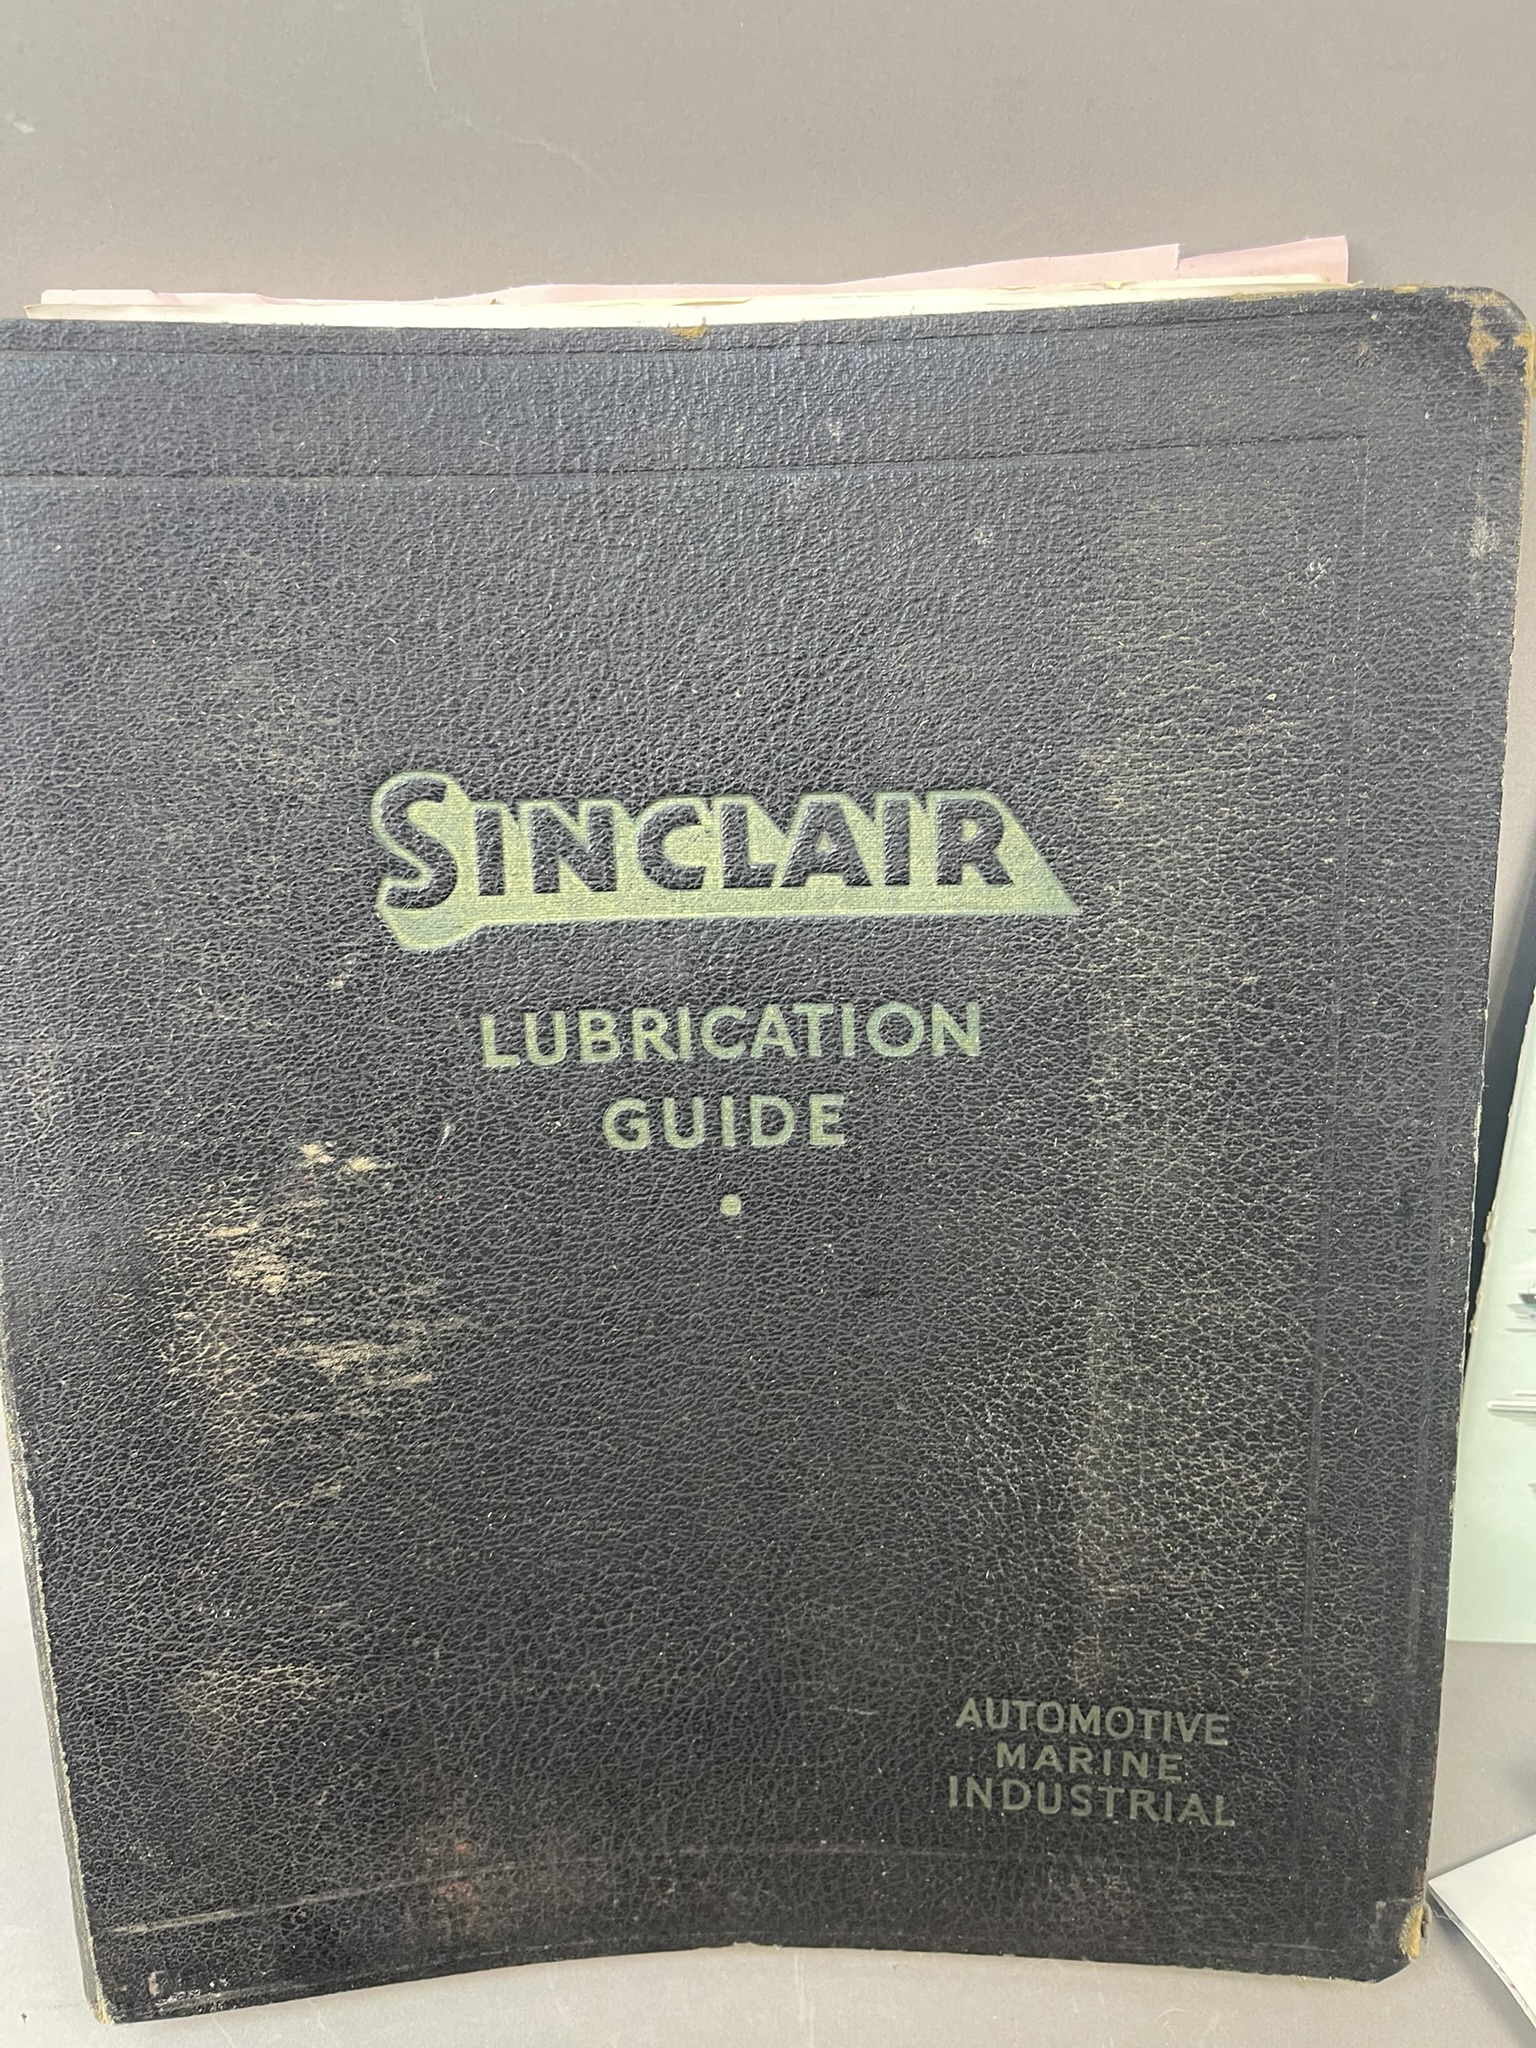 SINCLAIR
LUBRICATION
GUIDE
AUTOMOTIVE
MARINE
INDUSTRIAL